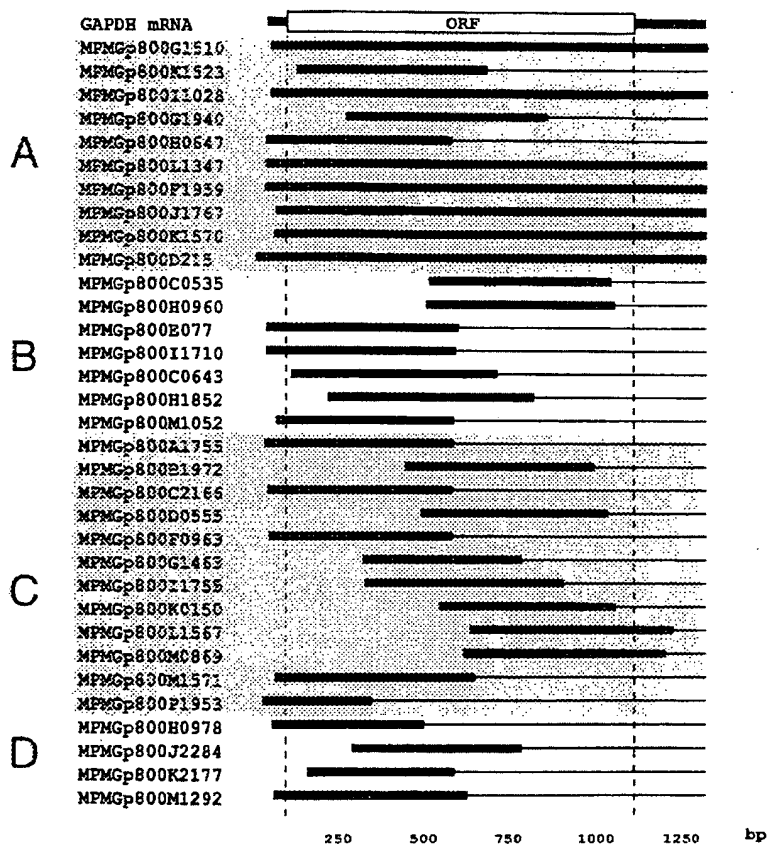 GAPDH mRNA ORF
MPMGp800G1510
MPMGp800K1523
MPMGp800I1028
MPMGp800G1940
A
MPMGp800H0647
MPMGp800L1347
MPMGp800F1959
MPMGp800J1767
MPMGp800K1570
MPMGp800D215
MPMGp800C0535
MPMGp800H0960
MPMGp800E077
B
MPMGp800I1710
MPMGp800C0643
MPMGp800H1852
MPMGp800M1052
MPMGp800A1755
MPMGp800B1972
MPMGp800C2166
MPMGp800D0555
MPMGp800F0963
MPMGp800G1463
C
MPMGp800I1755
MPMGp800K0150
MPMGp800L1567
MPMGp800M0869
MPMGp800M1571
MPMGp800P1953
MPMGp800H0978
D
MPMGp800J2284
MPMGp800K2177
MPMGp800M1292
250 500 750 1000 1250 bp